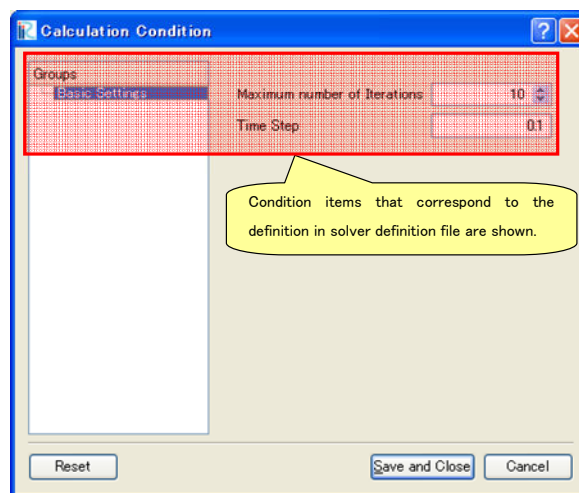 Calculation Condition
Groups
Basic Settings
Maximum number of Iterations 10
Time Step 0.1
Condition items that correspond to the
definition in solver definition file are shown.
Reset
Save and Close
Cancel